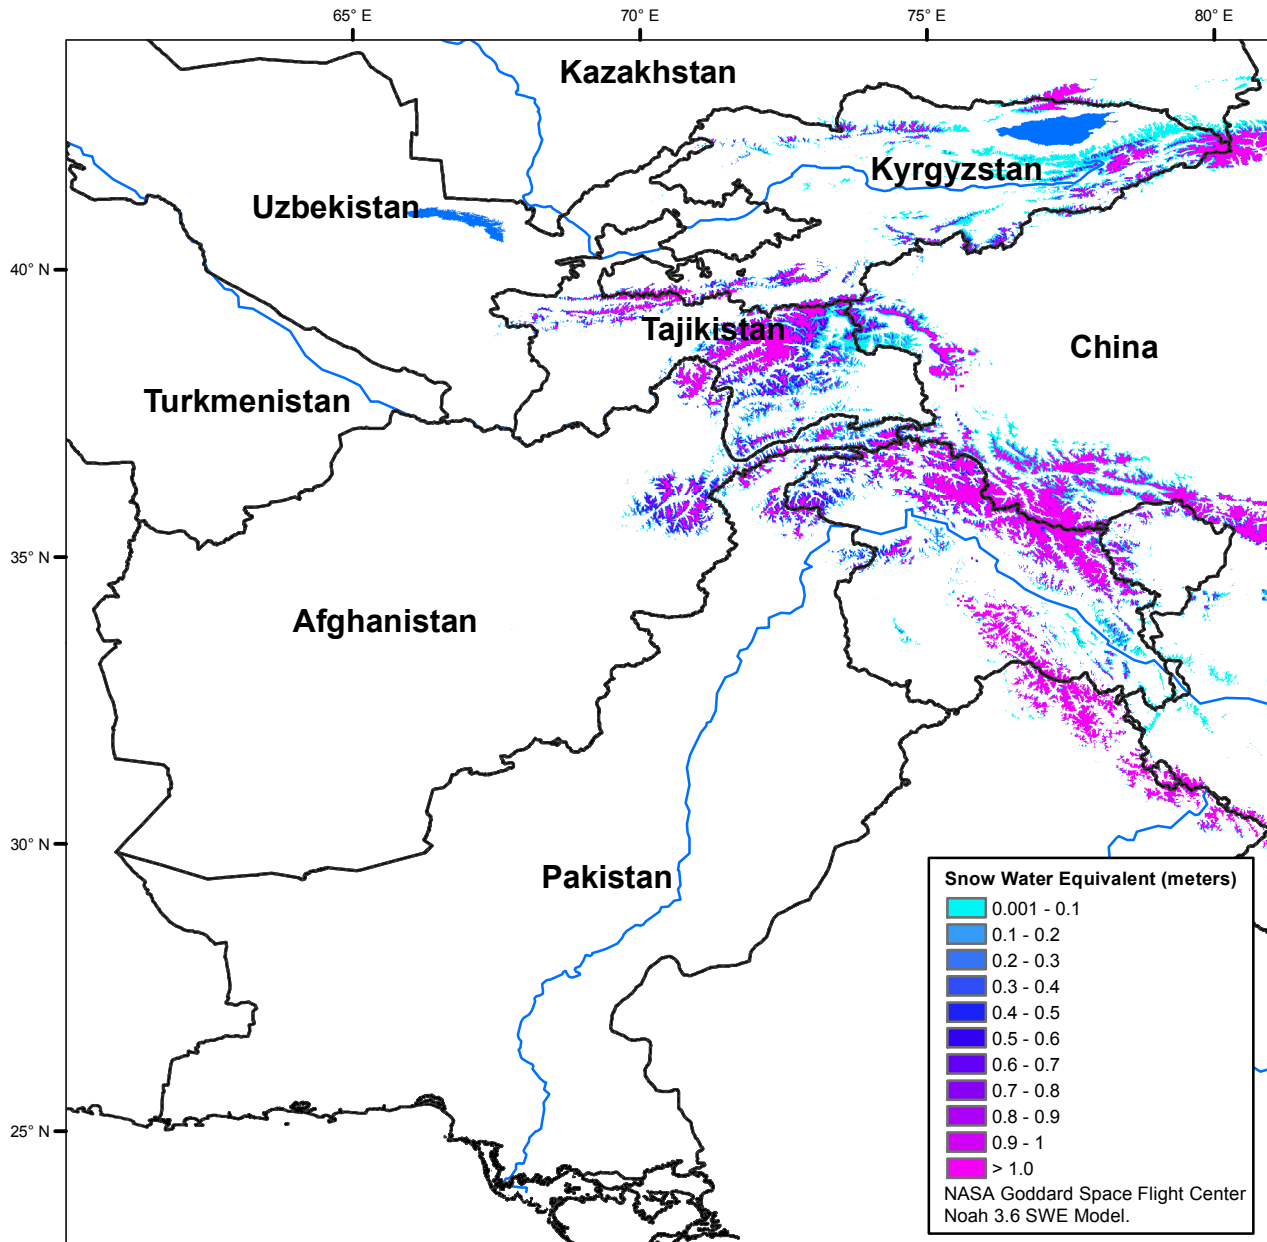 65° E
70° E
75° E
80° E
Kazakhstan
Kyrgyzstan
Uzbekistan
40° N
Tajikistan
China
Turkmenistan
35° N
Afghanistan
30° N
Pakistan
25° N
Snow Water Equivalent (meters)
0.001 - 0.1
0.1 - 0.2
0.2 - 0.3
0.3 - 0.4
0.4 - 0.5
0.5 - 0.6
0.6 - 0.7
0.7 - 0.8
0.8 - 0.9
0.9 - 1
> 1.0
NASA Goddard Space Flight Center
Noah 3.6 SWE Model.